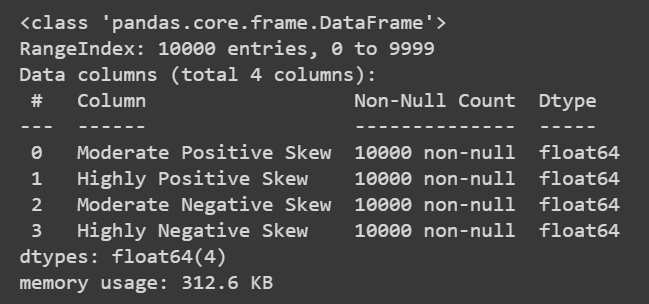 <class 'pandas.core.frame.DataFrame'>
RangeIndex: 10000 entries, 0 to 9999
Data columns (total 4 columns):
 #   Column                  Non-Null Count  Dtype
---  ------                  --------------  -----
 0   Moderate Positive Skew  10000 non-null  float64
 1   Highly Positive Skew    10000 non-null  float64
 2   Moderate Negative Skew  10000 non-null  float64
 3   Highly Negative Skew    10000 non-null  float64
dtypes: float64(4)
memory usage: 312.6 KB